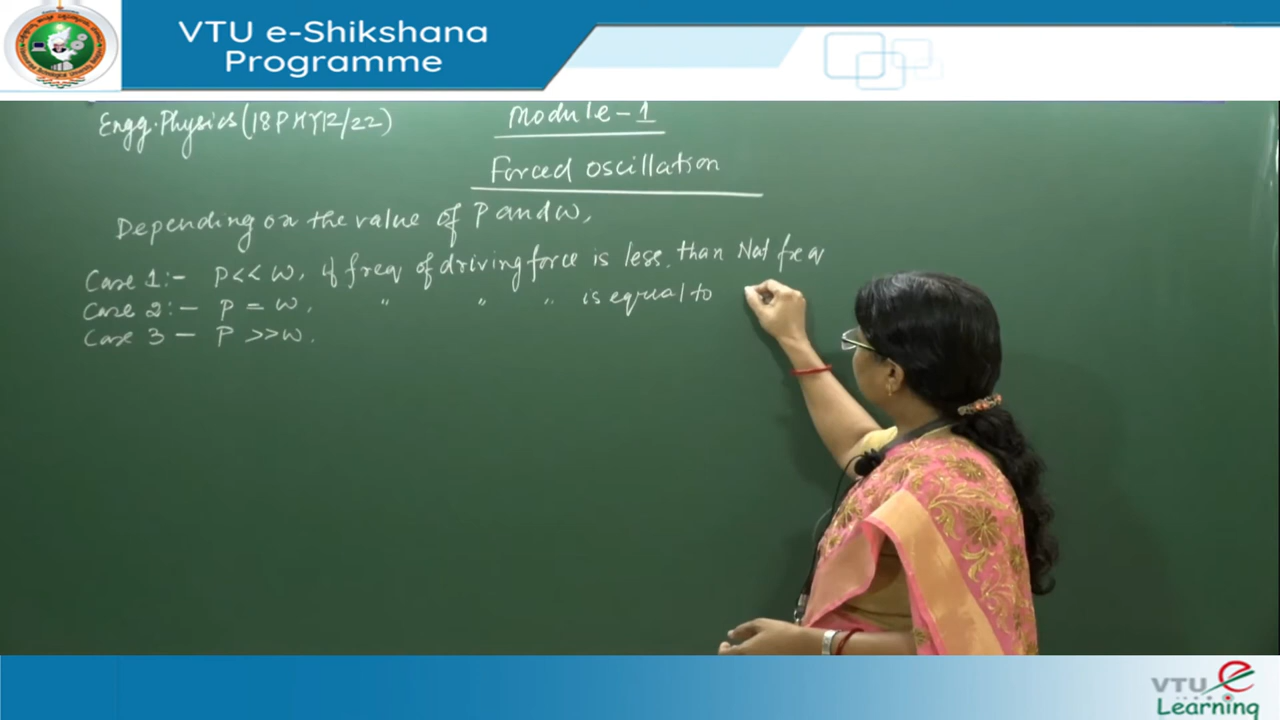 VTU e-Shikshana
Programme
Engg. Physics (18PHY12/22)
Module-1
Forced oscillation
Depending on the value of P and ω,
Case 1:- P<< ω, if freq of driving force is less than Nat freq
Case 2:- P = ω, " " " is equal to
Case 3 - P >>ω.
VTU e
Learning